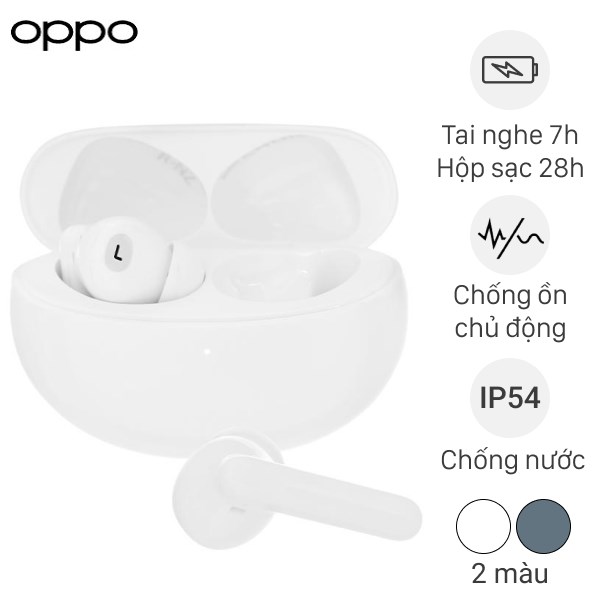 oppo
Tai nghe 7h
Hộp sạc 28h
L
Chống ồn
chủ động
IP54
Chống nước
2 màu